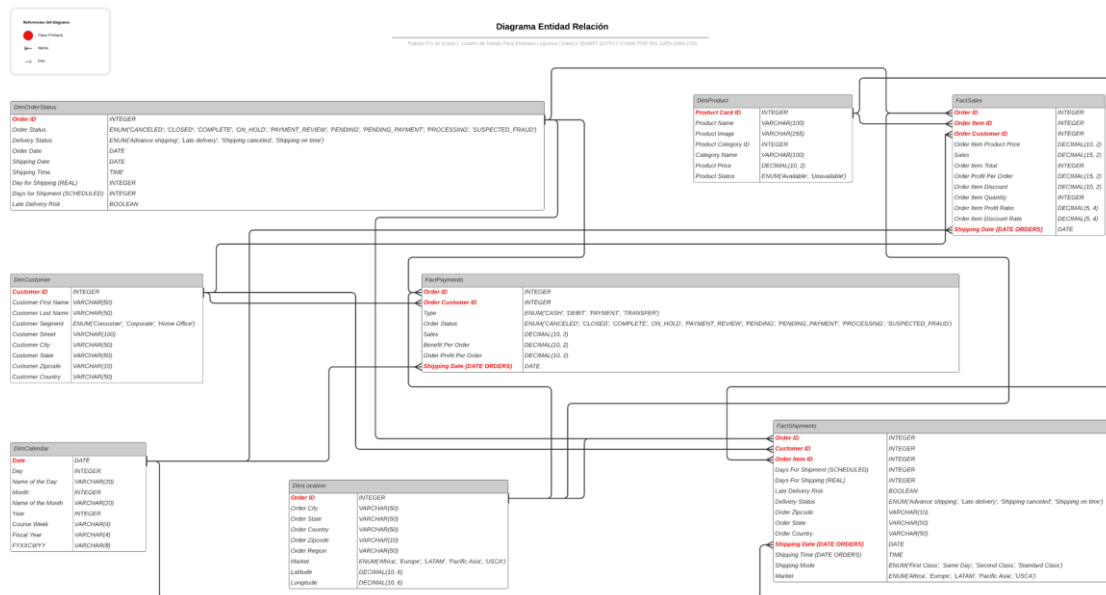 Referencias del diagrama
Clave Primaria
Varios
Uno
Diagrama Entidad Relación
Trabajo Fin de Grado | Cuadro de Mando Para Empresa Logística | DataCo SMART SUPPLY CHAIN FOR BIG DATA ANALYSIS
DimOrderStatus
Order ID INTEGER
Order Status ENUM('CANCELED', 'CLOSED', 'COMPLETE', 'ON_HOLD', 'PAYMENT_REVIEW', 'PENDING', 'PENDING_PAYMENT', 'PROCESSING', 'SUSPECTED_FRAUD')
Delivery Status ENUM('Advance shipping', 'Late delivery', 'Shipping canceled', 'Shipping on time')
Order Date DATE
Shipping Date DATE
Shipping Time TIME
Day for Shipping (REAL) INTEGER
Days for Shipment (SCHEDULED) INTEGER
Late Delivery Risk BOOLEAN
DimProduct
Product Card ID INTEGER
Product Name VARCHAR(100)
Product Image VARCHAR(255)
Product Category ID INTEGER
Category Name VARCHAR(100)
Product Price DECIMAL(10, 2)
Product Status ENUM('Available', 'Unavailable')
FactSales
Order ID INTEGER
Order Item ID INTEGER
Order Customer ID INTEGER
Order Item Product Price DECIMAL(10, 2)
Sales DECIMAL(15, 2)
Order Item Total INTEGER
Order Profit Per Order DECIMAL(15, 2)
Order Item Discount DECIMAL(10, 2)
Order Item Quantity INTEGER
Order Item Profit Ratio DECIMAL(5, 4)
Order Item Discount Rate DECIMAL(5, 4)
Shipping Date (DATE ORDERS) DATE
DimCustomer
Customer ID INTEGER
Customer First Name VARCHAR(50)
Customer Last Name VARCHAR(50)
Customer Segment ENUM('Consumer', 'Corporate', 'Home Office')
Customer Street VARCHAR(100)
Customer City VARCHAR(50)
Customer State VARCHAR(50)
Customer Zipcode VARCHAR(10)
Customer Country VARCHAR(50)
FactPayments
Order ID INTEGER
Order Customer ID INTEGER
Type ENUM('CASH', 'DEBIT', 'PAYMENT', 'TRANSFER')
Order Status ENUM('CANCELED', 'CLOSED', 'COMPLETE', 'ON_HOLD', 'PAYMENT_REVIEW', 'PENDING', 'PENDING_PAYMENT', 'PROCESSING', 'SUSPECTED_FRAUD')
Sales DECIMAL(10, 2)
Benefit Per Order DECIMAL(10, 2)
Order Profit Per Order DECIMAL(10, 2)
Shipping Date (DATE ORDERS) DATE
DimCalendar
Date DATE
Day INTEGER
Name of the Day VARCHAR(20)
Month INTEGER
Name of the Month VARCHAR(20)
Year INTEGER
Course Week VARCHAR(4)
Fiscal Year VARCHAR(4)
FYXXCWYY VARCHAR(8)
DimLocation
Order ID INTEGER
Order City VARCHAR(50)
Order State VARCHAR(50)
Order Country VARCHAR(50)
Order Zipcode VARCHAR(10)
Order Region VARCHAR(50)
Market ENUM('Africa', 'Europe', 'LATAM', 'Pacific Asia', 'USCA')
Latitude DECIMAL(10, 6)
Longitude DECIMAL(10, 6)
FactShipments
Order ID INTEGER
Customer ID INTEGER
Order Item ID INTEGER
Days For Shipment (SCHEDULED) INTEGER
Days For Shipping (REAL) INTEGER
Late Delivery Risk BOOLEAN
Delivery Status ENUM('Advance shipping', 'Late delivery', 'Shipping canceled', 'Shipping on time')
Order Zipcode VARCHAR(10)
Order State VARCHAR(50)
Order Country VARCHAR(50)
Shipping Date (DATE ORDERS) DATE
Shipping Time (DATE ORDERS) TIME
Shipping Mode ENUM('First Class', 'Same Day', 'Second Class', 'Standard Class')
Market ENUM('Africa', 'Europe', 'LATAM', 'Pacific Asia', 'USCA')